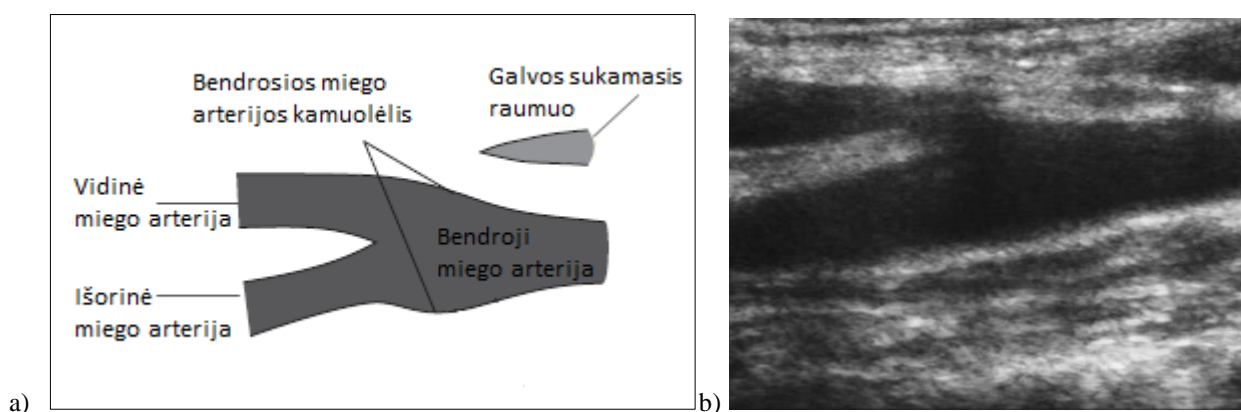 Bendrosios miego
arterijos kamuolėlis
Galvos sukamasis
raumuo
Vidinė
miego arterija
Bendroji
miego arterija
Išorinė
miego arterija
a)
b)